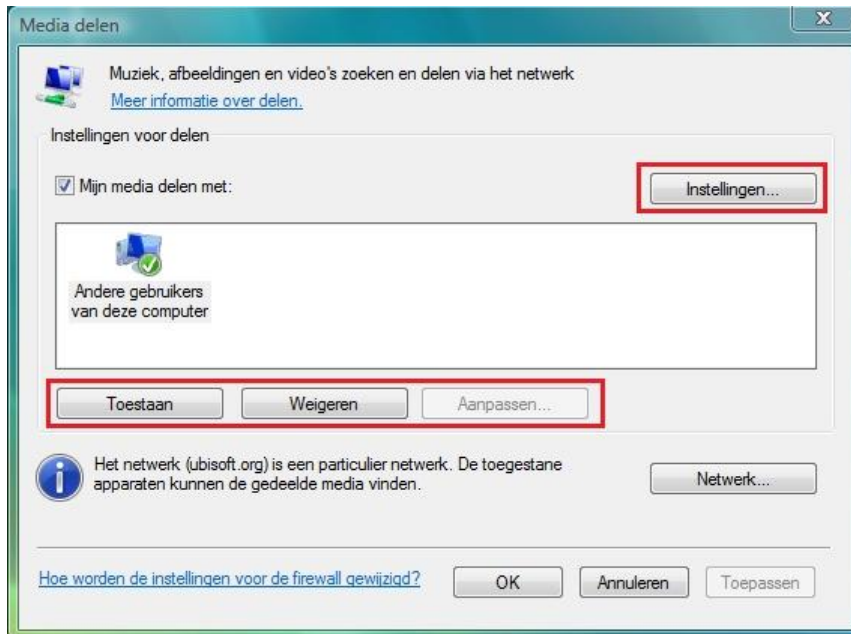 Media delen
Muziek, afbeeldingen en video's zoeken en delen via het netwerk
Meer informatie over delen.
Instellingen voor delen
Mijn media delen met:
Instellingen...
Andere gebruikers
van deze computer
Toestaan
Weigeren
Aanpassen...
Het netwerk (ubisoft.org) is een particulier netwerk. De toegestane
apparaten kunnen de gedeelde media vinden.
Netwerk...
Hoe worden de instellingen voor de firewall gewijzigd?
OK
Annuleren
Toepassen